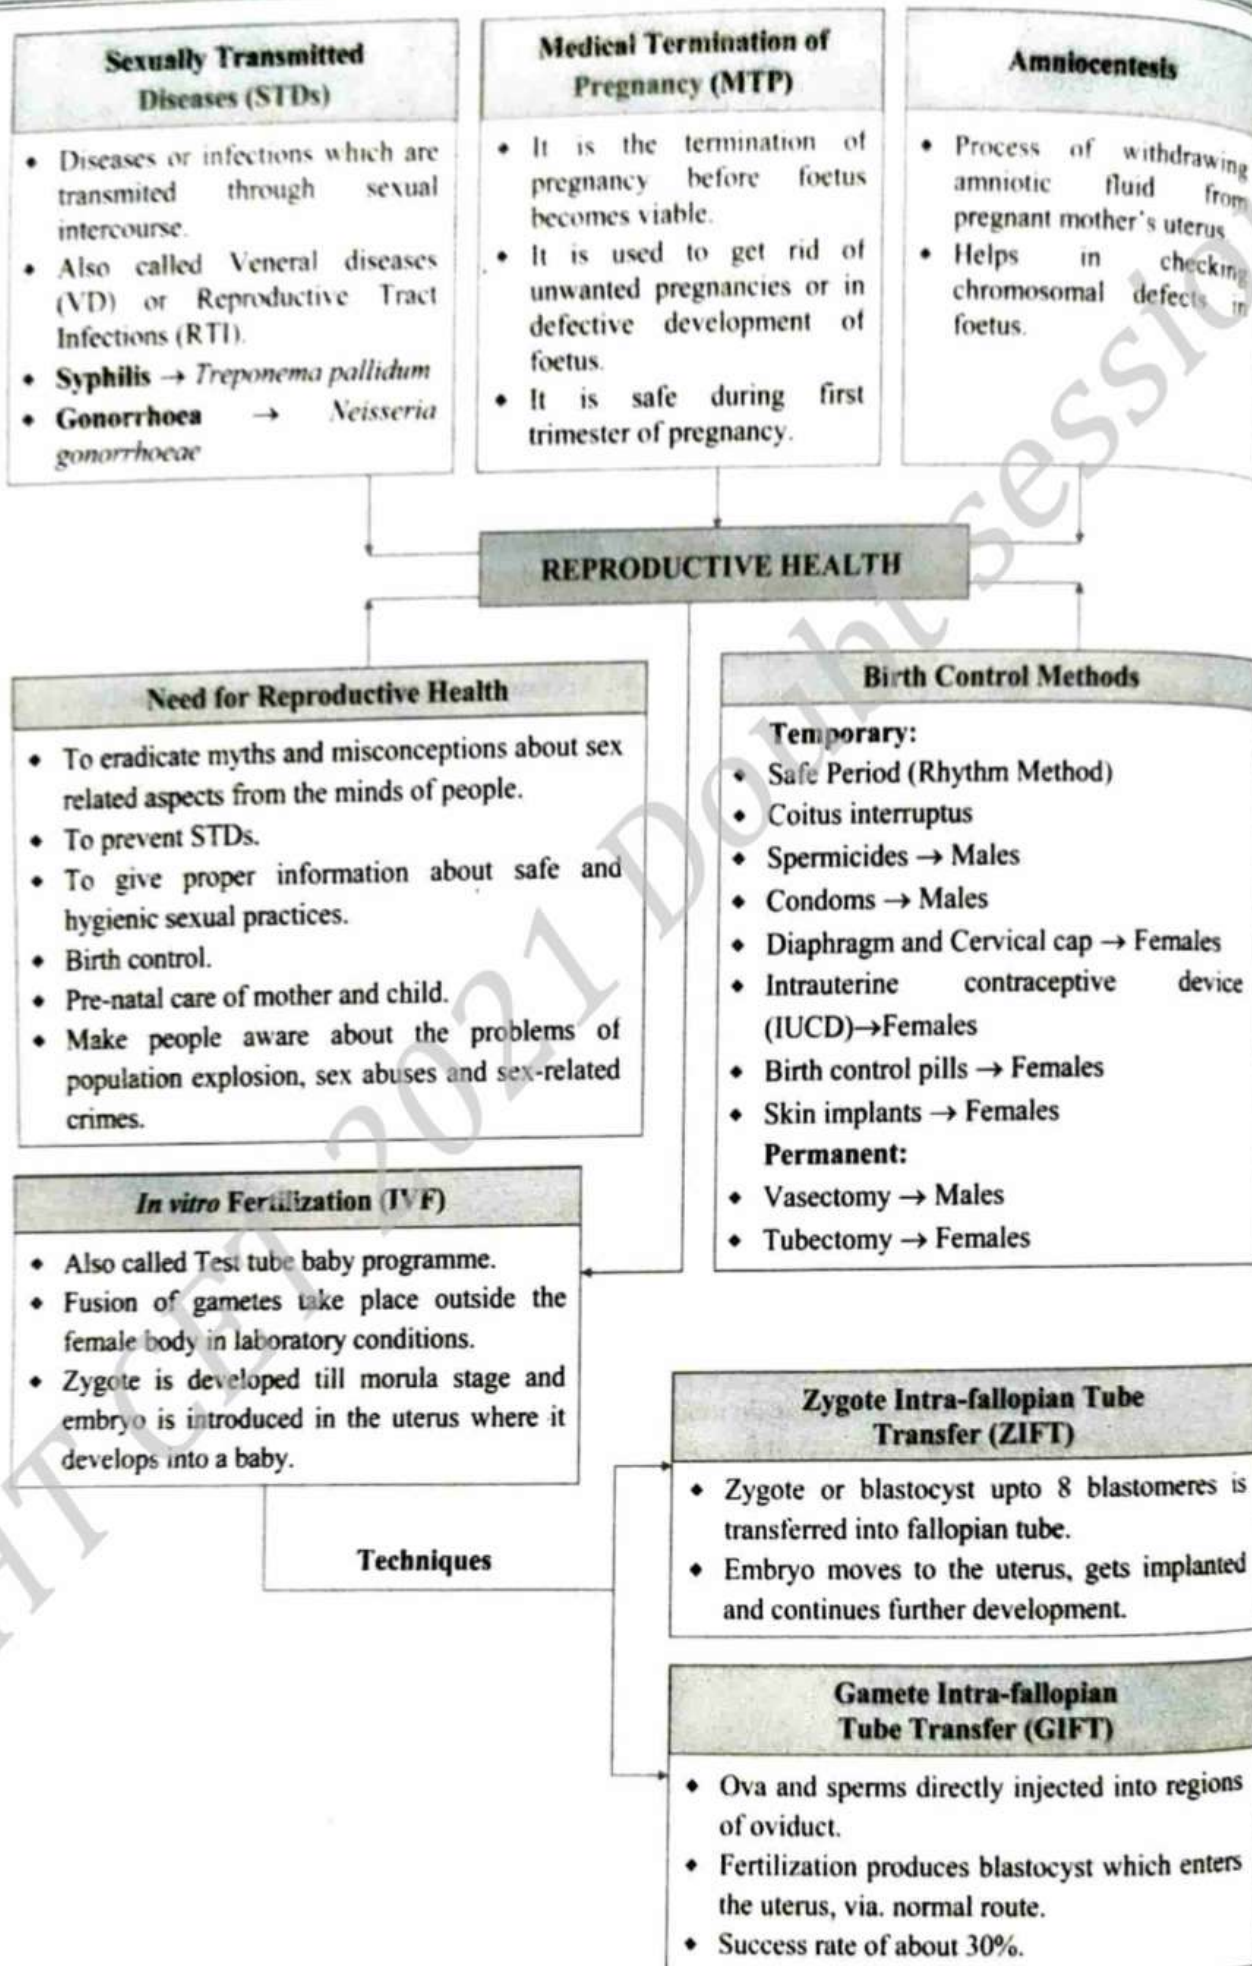 Sexually Transmitted
Diseases (STDs)
• Diseases or infections which are
transmited through sexual
intercourse.
• Also called Veneral diseases
(VD) or Reproductive Tract
Infections (RTI).
• Syphilis → Treponema pallidum
• Gonorrhoea → Neisseria
gonorrhoeae
Medical Termination of
Pregnancy (MTP)
• It is the termination of
pregnancy before foetus
becomes viable.
• It is used to get rid of
unwanted pregnancies or in
defective development of
foetus.
• It is safe during first
trimester of pregnancy.
Amniocentesis
• Process of withdrawing
amniotic fluid from
pregnant mother's uterus
• Helps in checking
chromosomal defects in
foetus.
REPRODUCTIVE HEALTH
Need for Reproductive Health
• To eradicate myths and misconceptions about sex
related aspects from the minds of people.
• To prevent STDs.
• To give proper information about safe and
hygienic sexual practices.
• Birth control.
• Pre-natal care of mother and child.
• Make people aware about the problems of
population explosion, sex abuses and sex-related
crimes.
Birth Control Methods
Temporary:
• Safe Period (Rhythm Method)
• Coitus interruptus
• Spermicides → Males
• Condoms → Males
• Diaphragm and Cervical cap → Females
• Intrauterine contraceptive device
(IUCD)→Females
• Birth control pills → Females
• Skin implants → Females
Permanent:
• Vasectomy → Males
• Tubectomy → Females
In vitro Fertilization (IVF)
• Also called Test tube baby programme.
• Fusion of gametes take place outside the
female body in laboratory conditions.
• Zygote is developed till morula stage and
embryo is introduced in the uterus where it
develops into a baby.
Techniques
Zygote Intra-fallopian Tube
Transfer (ZIFT)
• Zygote or blastocyst upto 8 blastomeres is
transferred into fallopian tube.
• Embryo moves to the uterus, gets implanted
and continues further development.
Gamete Intra-fallopian
Tube Transfer (GIFT)
• Ova and sperms directly injected into regions
of oviduct.
• Fertilization produces blastocyst which enters
the uterus, via. normal route.
• Success rate of about 30%.
CET 2021 Doubt